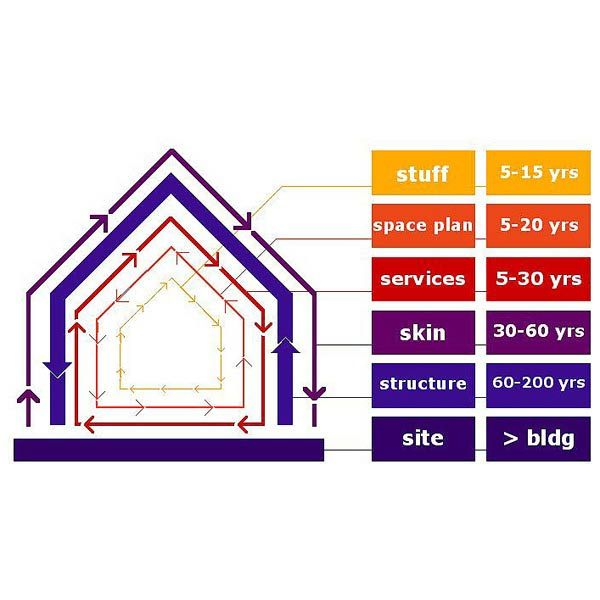 stuff 5-15 yrs
space plan 5-20 yrs
services 5-30 yrs
skin 30-60 yrs
structure 60-200 yrs
site > bldg